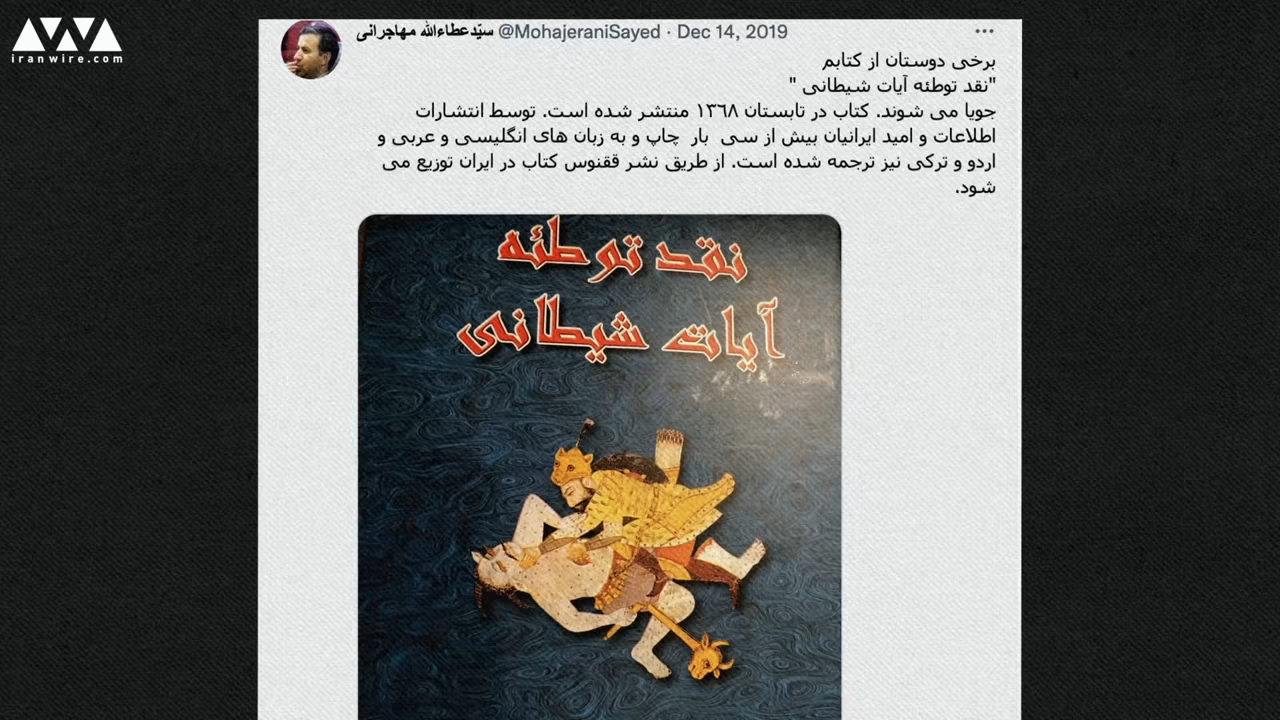 iranwire.com
سیّدعطاءالله مهاجرانی @MohajeraniSayed · Dec 14, 2019
برخی دوستان از کتابم
"نقد توطئه آیات شیطانی "
جویا می شوند. کتاب در تابستان ۱۳٦۸ منتشر شده است. توسط انتشارات
اطلاعات و امید ایرانیان بیش از سی بار چاپ و به زبان های انگلیسی و عربی و
اردو و ترکی نیز ترجمه شده است. از طریق نشر ققنوس کتاب در ایران توزیع می
شود.
نقد توطئه
آیات شیطانی